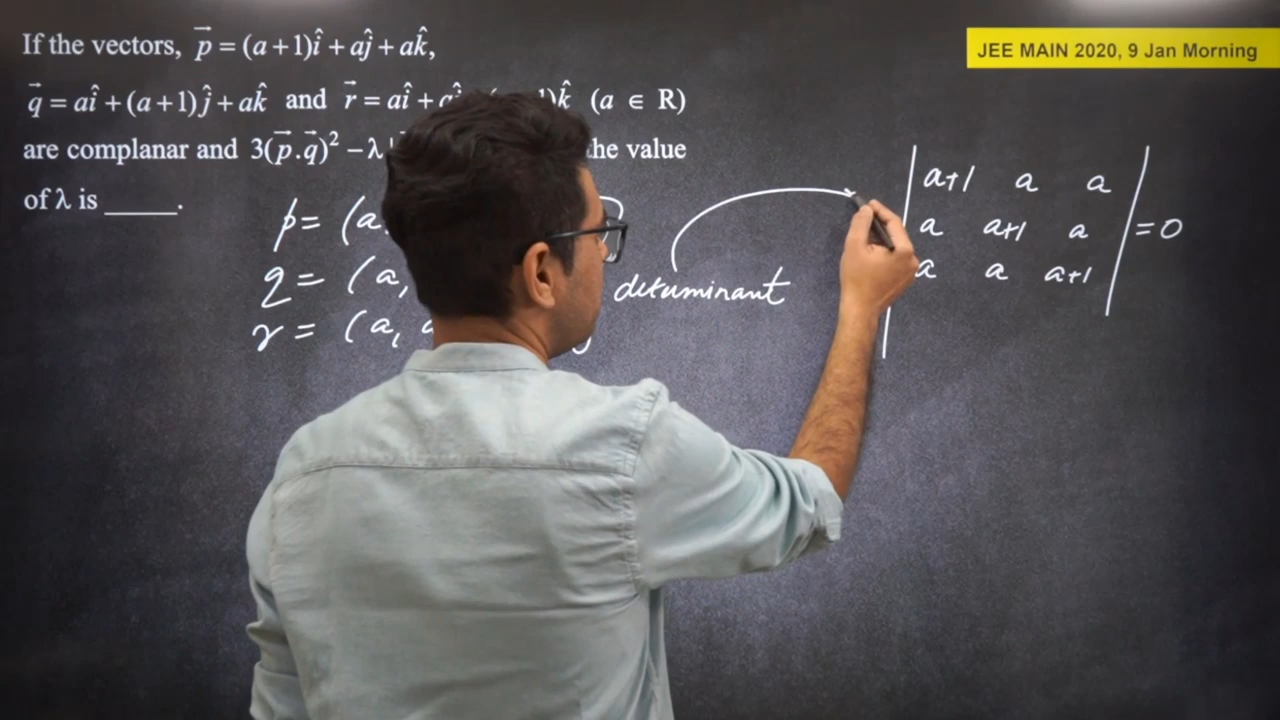 If the vectors, p⃗ = (a+1)î + aĵ + ak̂,
JEE MAIN 2020, 9 Jan Morning
q⃗ = aî + (a+1)ĵ + ak̂ and r⃗ = aî + a )k̂ (a ∈ R)
are complanar and 3(p⃗.q⃗)² − λ| the value
of λ is _____.
p = (a
q = (a,
r = (a,
determinant
| a+1 a a |
| a a+1 a | = 0
| a a a+1 |